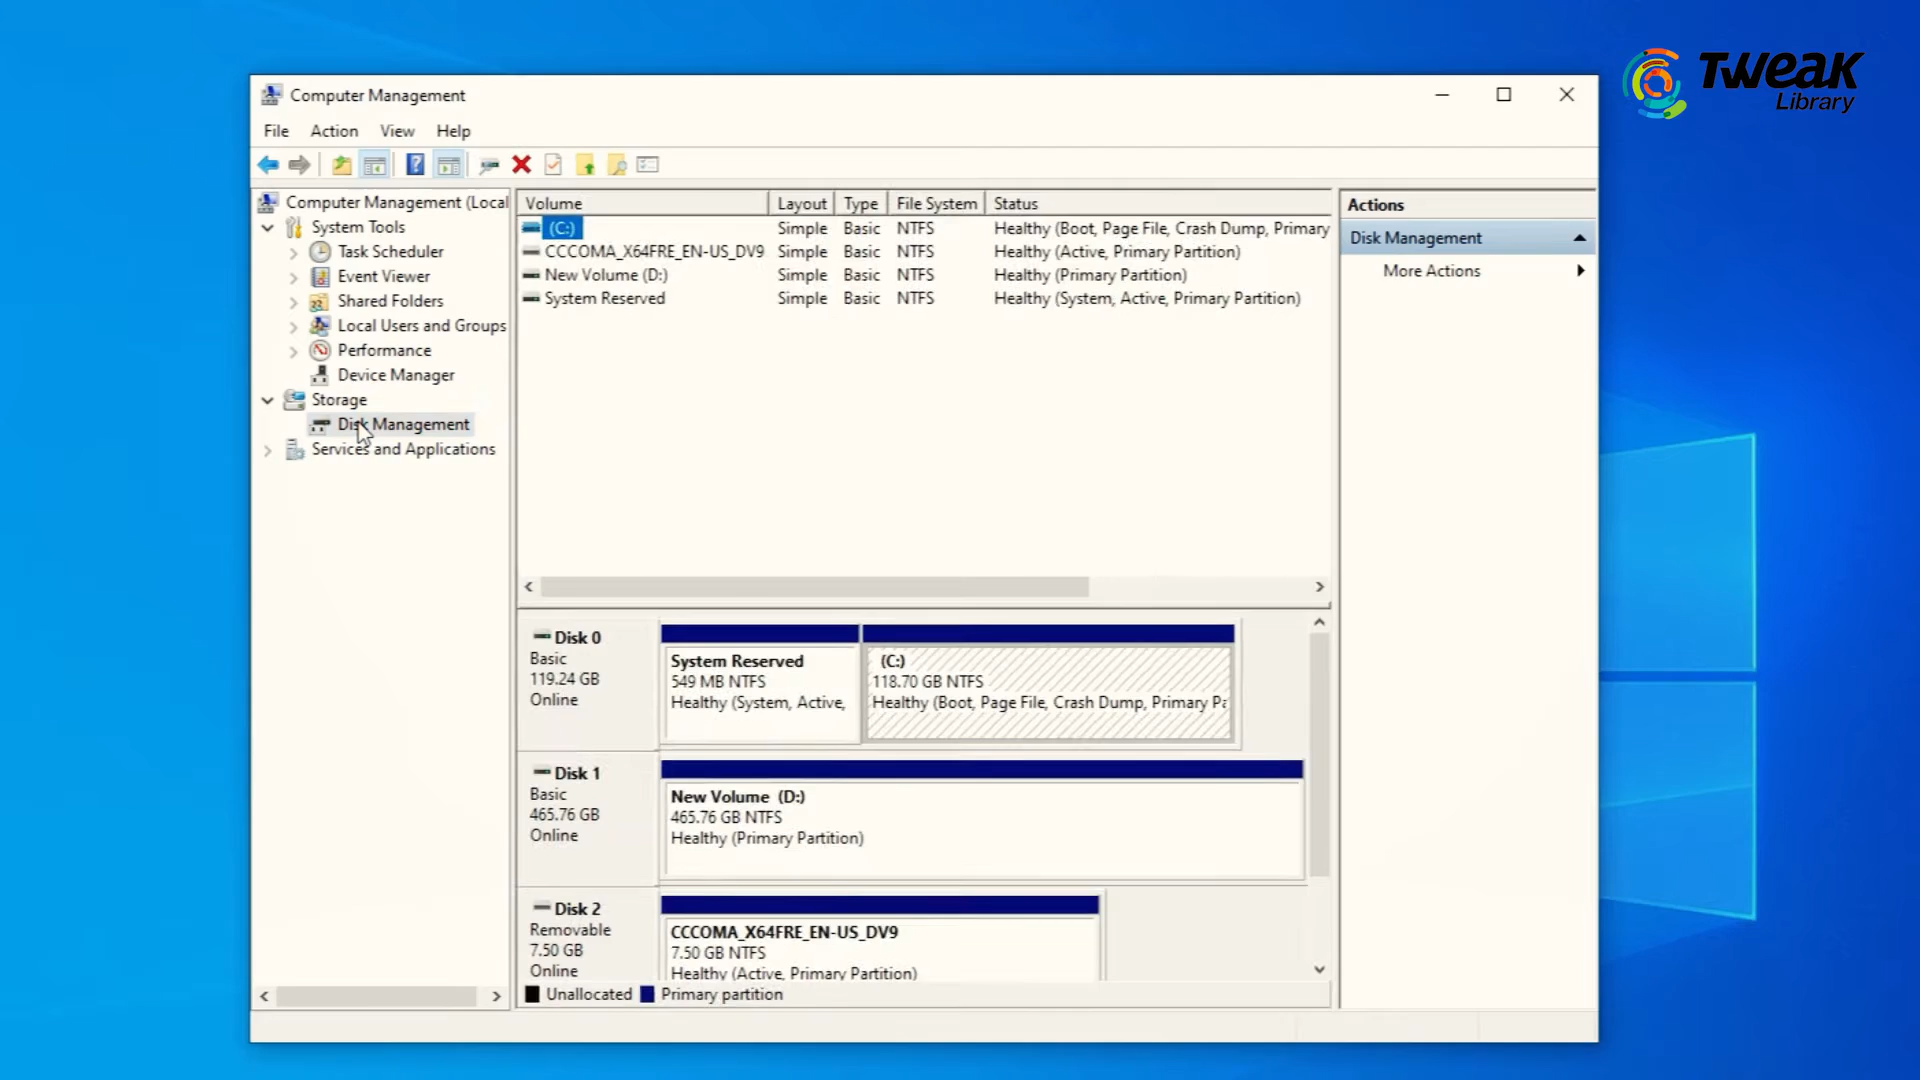 TWEAK
Library
Computer Management
File Action View Help
Computer Management (Local
System Tools
Task Scheduler
Event Viewer
Shared Folders
Local Users and Groups
Performance
Device Manager
Storage
Disk Management
Services and Applications
Volume Layout Type File System Status
(C:) Simple Basic NTFS Healthy (Boot, Page File, Crash Dump, Primary
CCCOMA_X64FRE_EN-US_DV9 Simple Basic NTFS Healthy (Active, Primary Partition)
New Volume (D:) Simple Basic NTFS Healthy (Primary Partition)
System Reserved Simple Basic NTFS Healthy (System, Active, Primary Partition)
Disk 0
Basic
119.24 GB
Online
System Reserved
549 MB NTFS
Healthy (System, Active,
(C:)
118.70 GB NTFS
Healthy (Boot, Page File, Crash Dump, Primary Pa
Disk 1
Basic
465.76 GB
Online
New Volume (D:)
465.76 GB NTFS
Healthy (Primary Partition)
Disk 2
Removable
7.50 GB
Online
CCCOMA_X64FRE_EN-US_DV9
7.50 GB NTFS
Healthy (Active, Primary Partition)
Unallocated Primary partition
Actions
Disk Management
More Actions